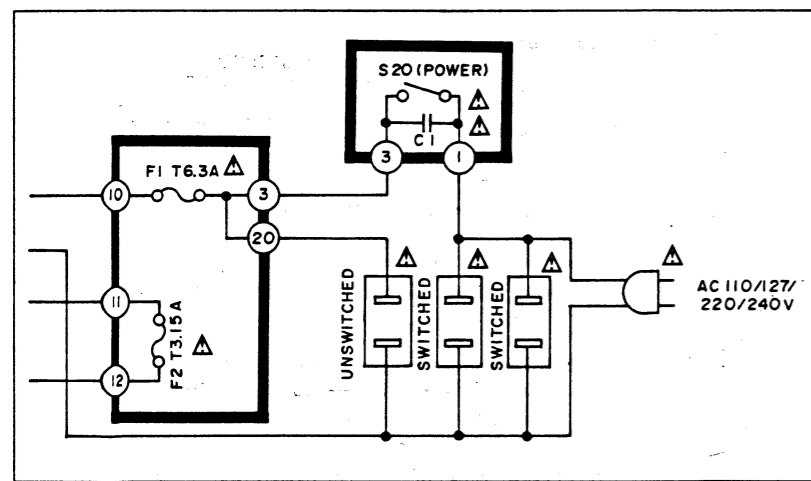 S20 (POWER)
C1
3
1
F1 T6.3A
10
3
20
11
12
F2 T3.15A
UNSWITCHED
SWITCHED
SWITCHED
AC 110/127/
220/240V